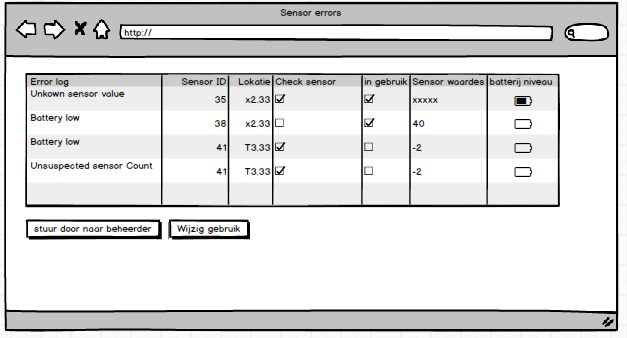 Sensor errors
http://
Error log Sensor ID Lokatie Check sensor in gebruik Sensor waardes batterij niveau
Unkown sensor value 35 x2.33 xxxxx
Battery low 38 x2.33 40
Battery low 41 T3.33 -2
Unsuspected sensor Count 41 T3.33 -2
stuur door naar beheerder Wijzig gebruik